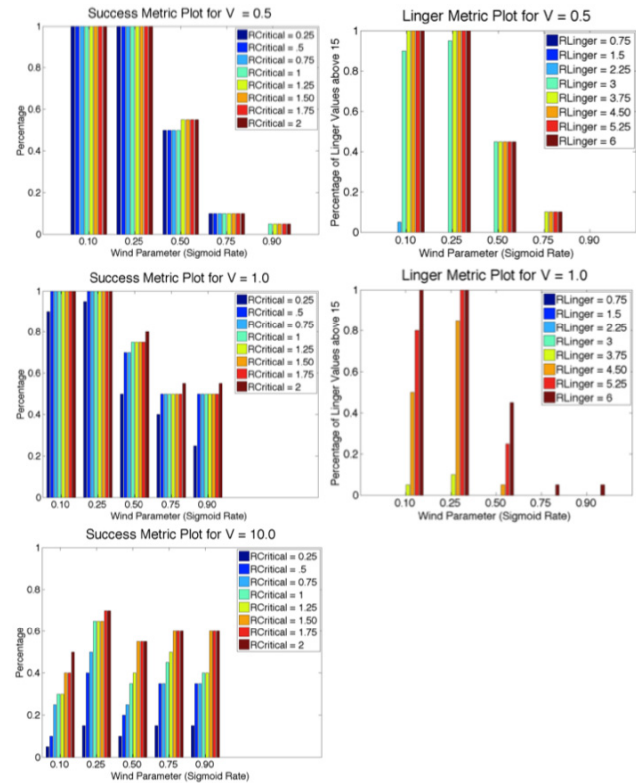 Success Metric Plot for V = 0.5
Percentage
1
0.8
0.6
0.4
0.2
0
0.10 0.25 0.50 0.75 0.90
Wind Parameter (Sigmoid Rate)
RCritical = 0.25
RCritical = .5
RCritical = 0.75
RCritical = 1
RCritical = 1.25
RCritical = 1.50
RCritical = 1.75
RCritical = 2
Linger Metric Plot for V = 0.5
Percentage of Linger Values above 15
1
0.8
0.6
0.4
0.2
0
0.10 0.25 0.50 0.75 0.90
Wind Parameter (Sigmoid Rate)
RLinger = 0.75
RLinger = 1.5
RLinger = 2.25
RLinger = 3
RLinger = 3.75
RLinger = 4.50
RLinger = 5.25
RLinger = 6
Success Metric Plot for V = 1.0
Percentage
1
0.8
0.6
0.4
0.2
0
0.10 0.25 0.50 0.75 0.90
Wind Parameter (Sigmoid Rate)
RCritical = 0.25
RCritical = .5
RCritical = 0.75
RCritical = 1
RCritical = 1.25
RCritical = 1.50
RCritical = 1.75
RCritical = 2
Linger Metric Plot for V = 1.0
Percentage of Linger Values above 15
1
0.8
0.6
0.4
0.2
0
0.10 0.25 0.50 0.75 0.90
Wind Parameter (Sigmoid Rate)
RLinger = 0.75
RLinger = 1.5
RLinger = 2.25
RLinger = 3
RLinger = 3.75
RLinger = 4.50
RLinger = 5.25
RLinger = 6
Success Metric Plot for V = 10.0
Percentage
1
0.8
0.6
0.4
0.2
0
0.10 0.25 0.50 0.75 0.90
Wind Parameter (Sigmoid Rate)
RCritical = 0.25
RCritical = .5
RCritical = 0.75
RCritical = 1
RCritical = 1.25
RCritical = 1.50
RCritical = 1.75
RCritical = 2